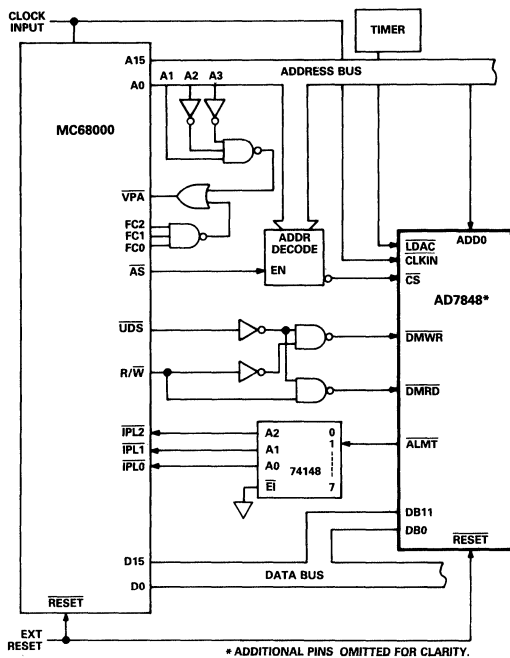 CLOCK
INPUT
TIMER
A15
ADDRESS BUS
A0
A1 A2 A3
MC68000
VPA
FC2
FC1
FC0
AS
ADDR
DECODE
EN
ADD0
LDAC
CLKIN
CS
AD7848*
UDS
DMWR
R/W
DMRD
IPL2
IPL1
IPL0
A2 0
A1 1
A0
74148
EI 7
ALMT
DB11
DB0
RESET
D15
D0
DATA BUS
RESET
EXT
RESET
* ADDITIONAL PINS OMITTED FOR CLARITY.